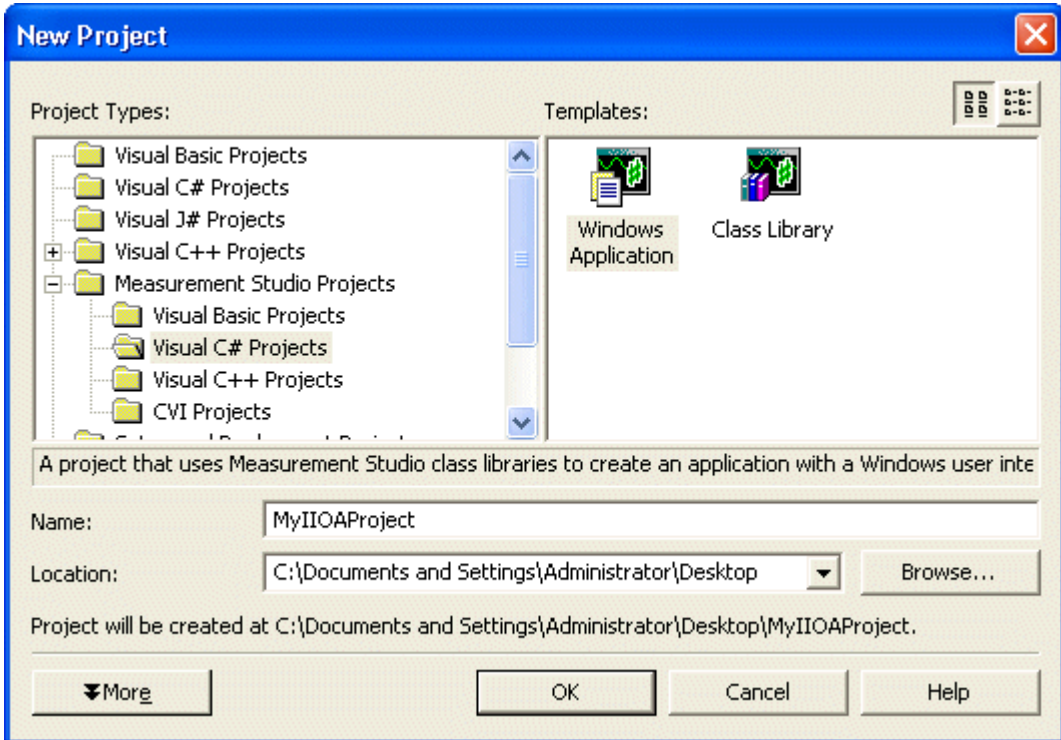 New Project
Project Types:
Templates:
Visual Basic Projects
Visual C# Projects
Visual J# Projects
Visual C++ Projects
Measurement Studio Projects
Visual Basic Projects
Visual C# Projects
Visual C++ Projects
CVI Projects
Windows
Application
Class Library
A project that uses Measurement Studio class libraries to create an application with a Windows user inte
Name:
MyIIOAProject
Location:
C:\Documents and Settings\Administrator\Desktop
Browse...
Project will be created at C:\Documents and Settings\Administrator\Desktop\MyIIOAProject.
More
OK
Cancel
Help